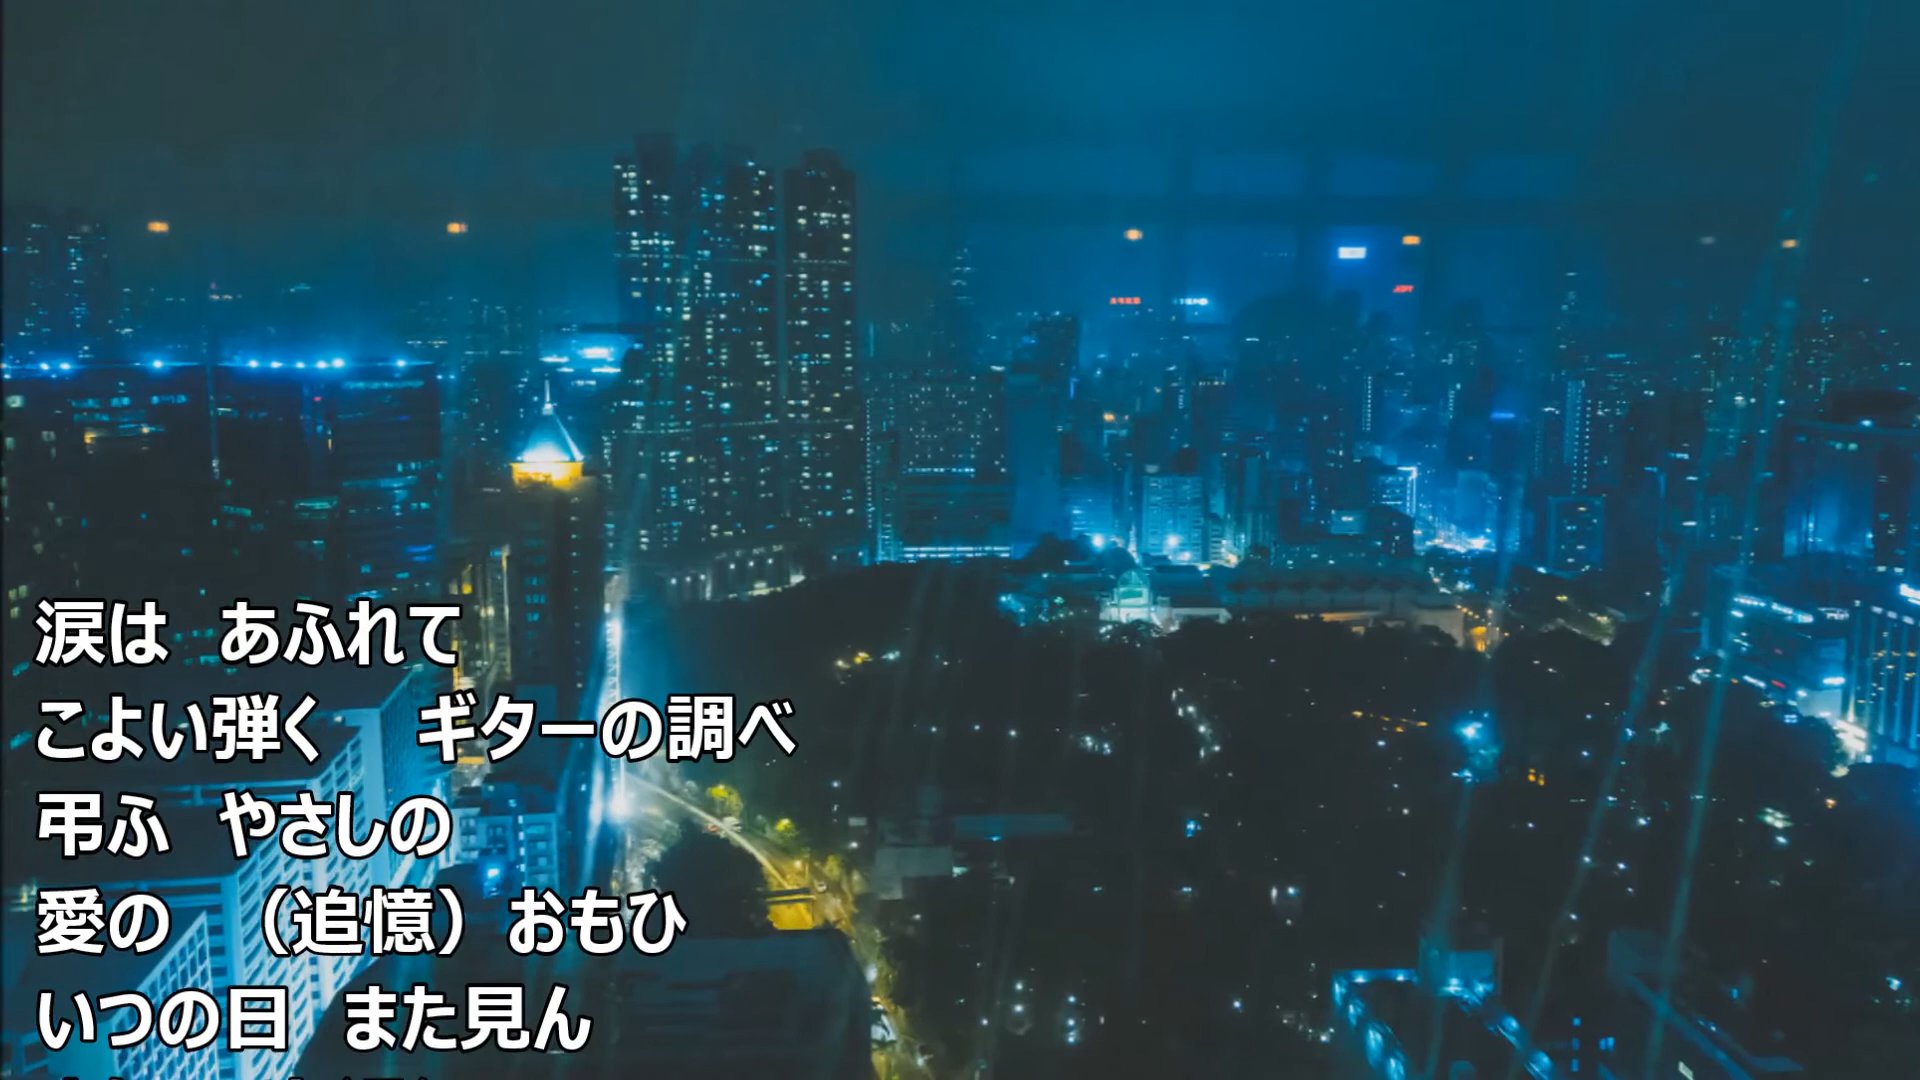 涙は　あふれて
こよい弾く　　ギターの調べ
弔ふ　やさしの
愛の　（追憶）おもひ
いつの日　また見ん